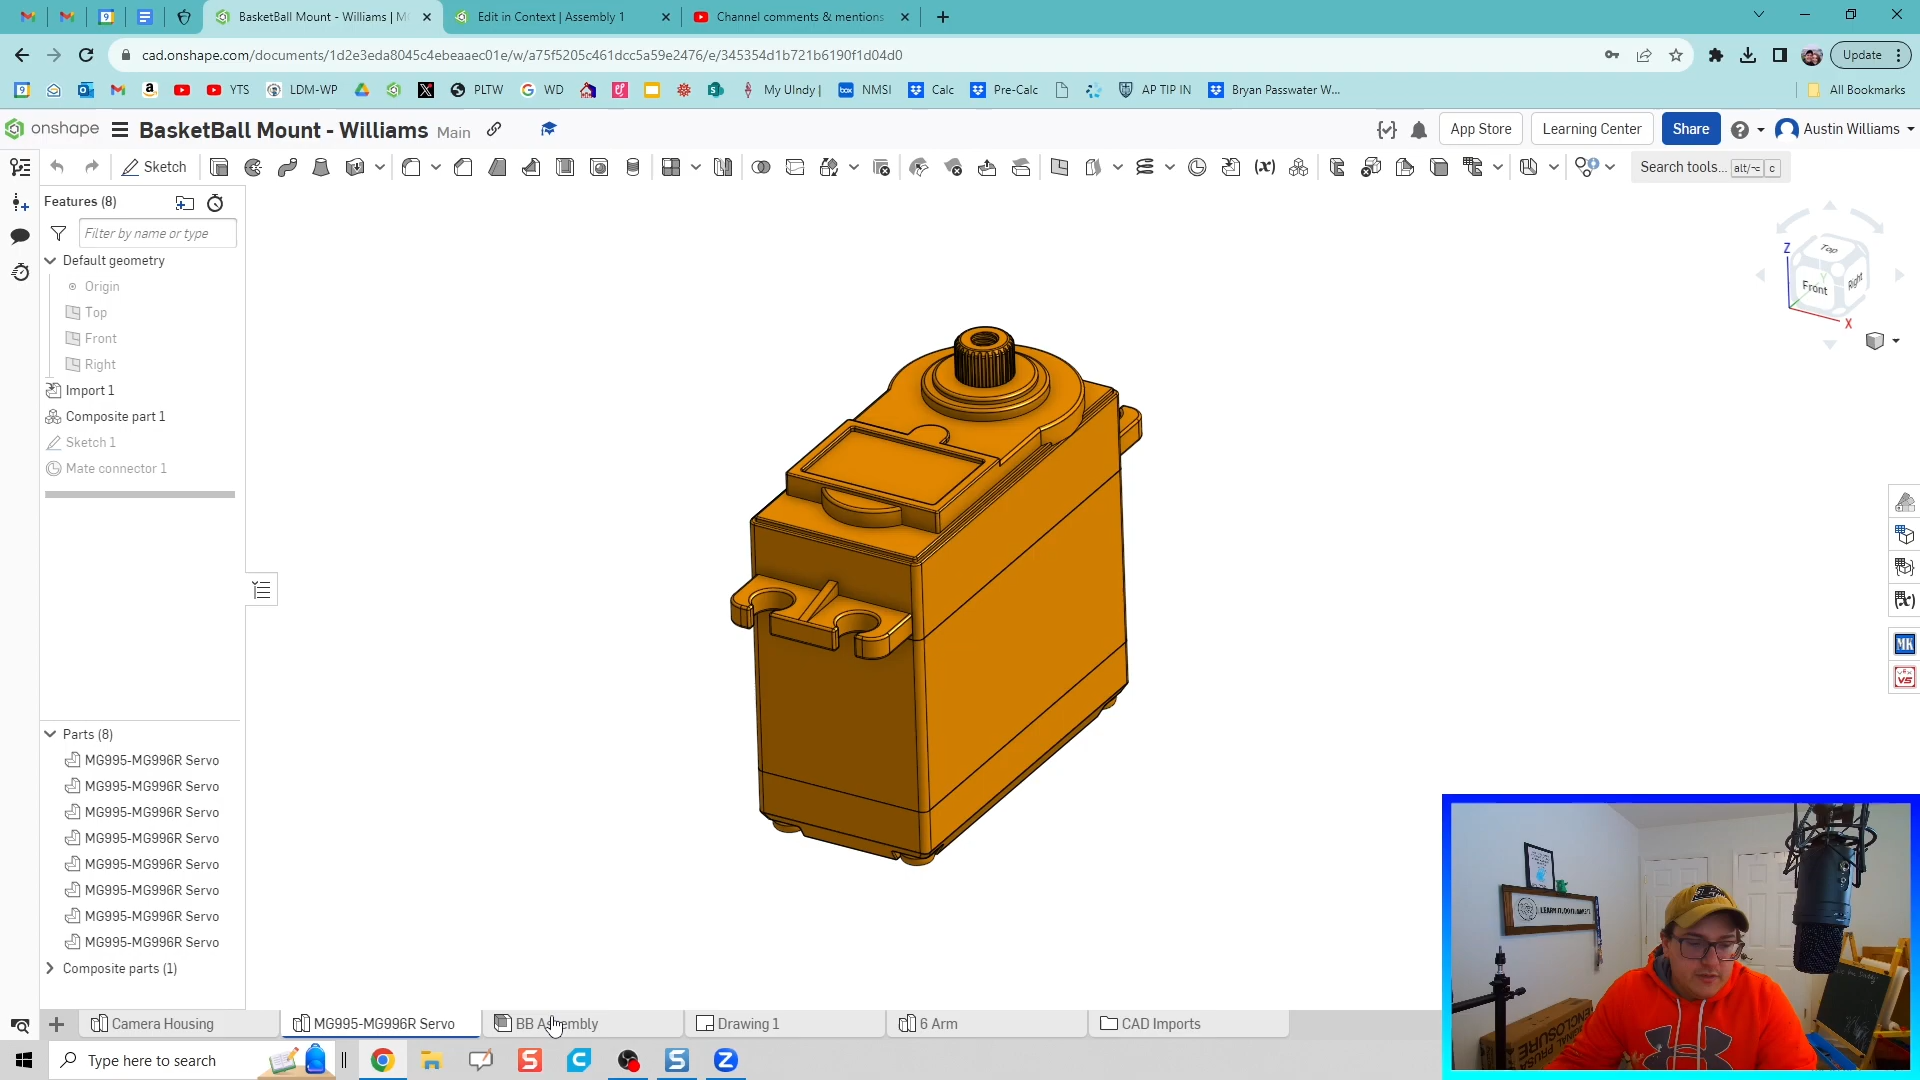 BasketBall Mount - Williams | M
Edit in Context | Assembly 1
Channel comments & mentions
cad.onshape.com/documents/1d2e3eda8045c4ebeaaec01e/w/a75f5205c461dcc5a59e2476/e/345354d1b721b6190f1d04d0
Update
YTS
LDM-WP
PLTW
WD
My UIndy |
NMSI
Calc
Pre-Calc
AP TIP IN
Bryan Passwater W...
All Bookmarks
onshape
BasketBall Mount - Williams Main
App Store
Learning Center
Share
Austin Williams
Sketch
Search tools... alt/⌥ c
Features (8)
Filter by name or type
Default geometry
Origin
Top
Front
Right
Import 1
Composite part 1
Sketch 1
Mate connector 1
Z
Top
Front
Right
X
Parts (8)
MG995-MG996R Servo
MG995-MG996R Servo
MG995-MG996R Servo
MG995-MG996R Servo
MG995-MG996R Servo
MG995-MG996R Servo
MG995-MG996R Servo
MG995-MG996R Servo
Composite parts (1)
MK
VEX
V5
Camera Housing
MG995-MG996R Servo
BB Assembly
Drawing 1
6 Arm
CAD Imports
Type here to search